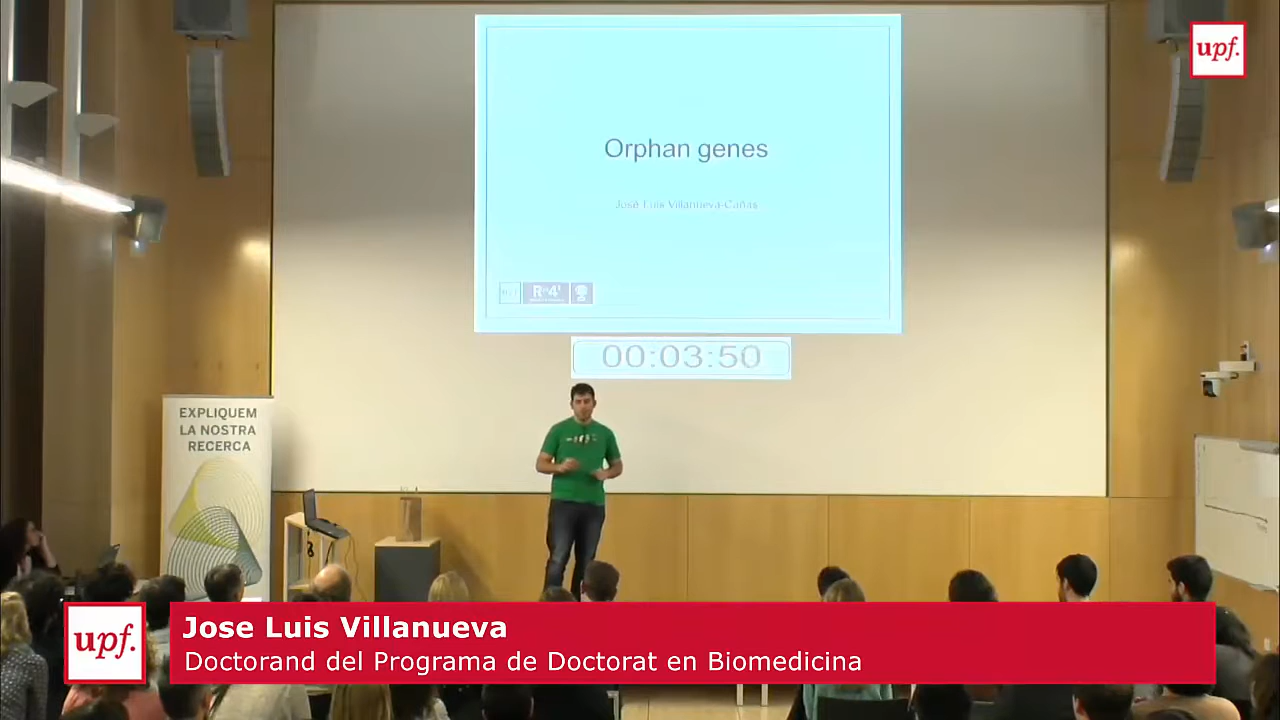 upf.
Orphan genes
José Luis Villanueva-Cañas
00:03:50
EXPLIQUEM
LA NOSTRA
RECERCA
upf.
Jose Luis Villanueva
Doctorand del Programa de Doctorat en Biomedicina